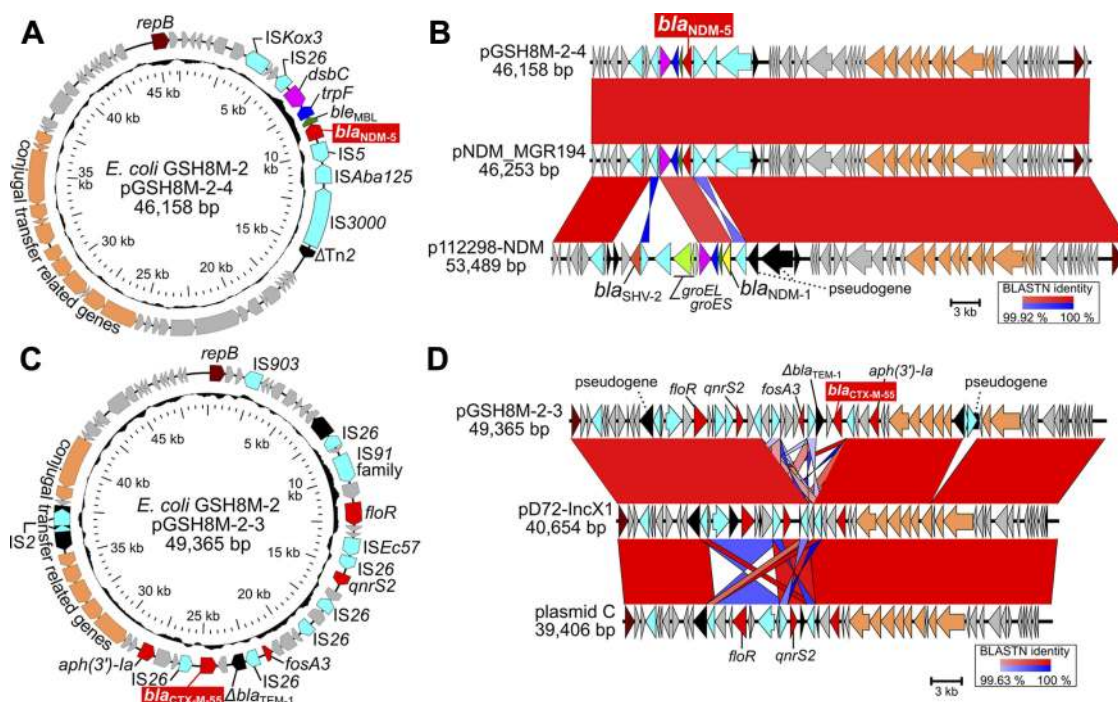 A
repB
ISKox3
IS26
dsbC
trpF
bleMBL
blaNDM-5
IS5
ISAba125
IS3000
ΔTn2
conjugal transfer related genes
45 kb
5 kb
10 kb
15 kb
20 kb
25 kb
30 kb
35 kb
40 kb
E. coli GSH8M-2
pGSH8M-2-4
46,158 bp
B
blaNDM-5
pGSH8M-2-4
46,158 bp
pNDM_MGR194
46,253 bp
p112298-NDM
53,489 bp
blaSHV-2
groEL
groES
blaNDM-1
pseudogene
3 kb
BLASTN identity
99.92 % 100 %
C
repB
IS903
IS26
IS91
family
floR
ISEc57
IS26
qnrS2
IS26
IS26
fosA3
IS26
ΔblaTEM-1
blaCTX-M-55
IS26
aph(3')-Ia
conjugal transfer related genes
IS2
45 kb
5 kb
10 kb
15 kb
20 kb
25 kb
30 kb
35 kb
40 kb
E. coli GSH8M-2
pGSH8M-2-3
49,365 bp
D
pseudogene
floR
qnrS2
fosA3
ΔblaTEM-1
blaCTX-M-55
aph(3')-Ia
pseudogene
pGSH8M-2-3
49,365 bp
pD72-IncX1
40,654 bp
plasmid C
39,406 bp
floR
qnrS2
3 kb
BLASTN identity
99.63 % 100 %